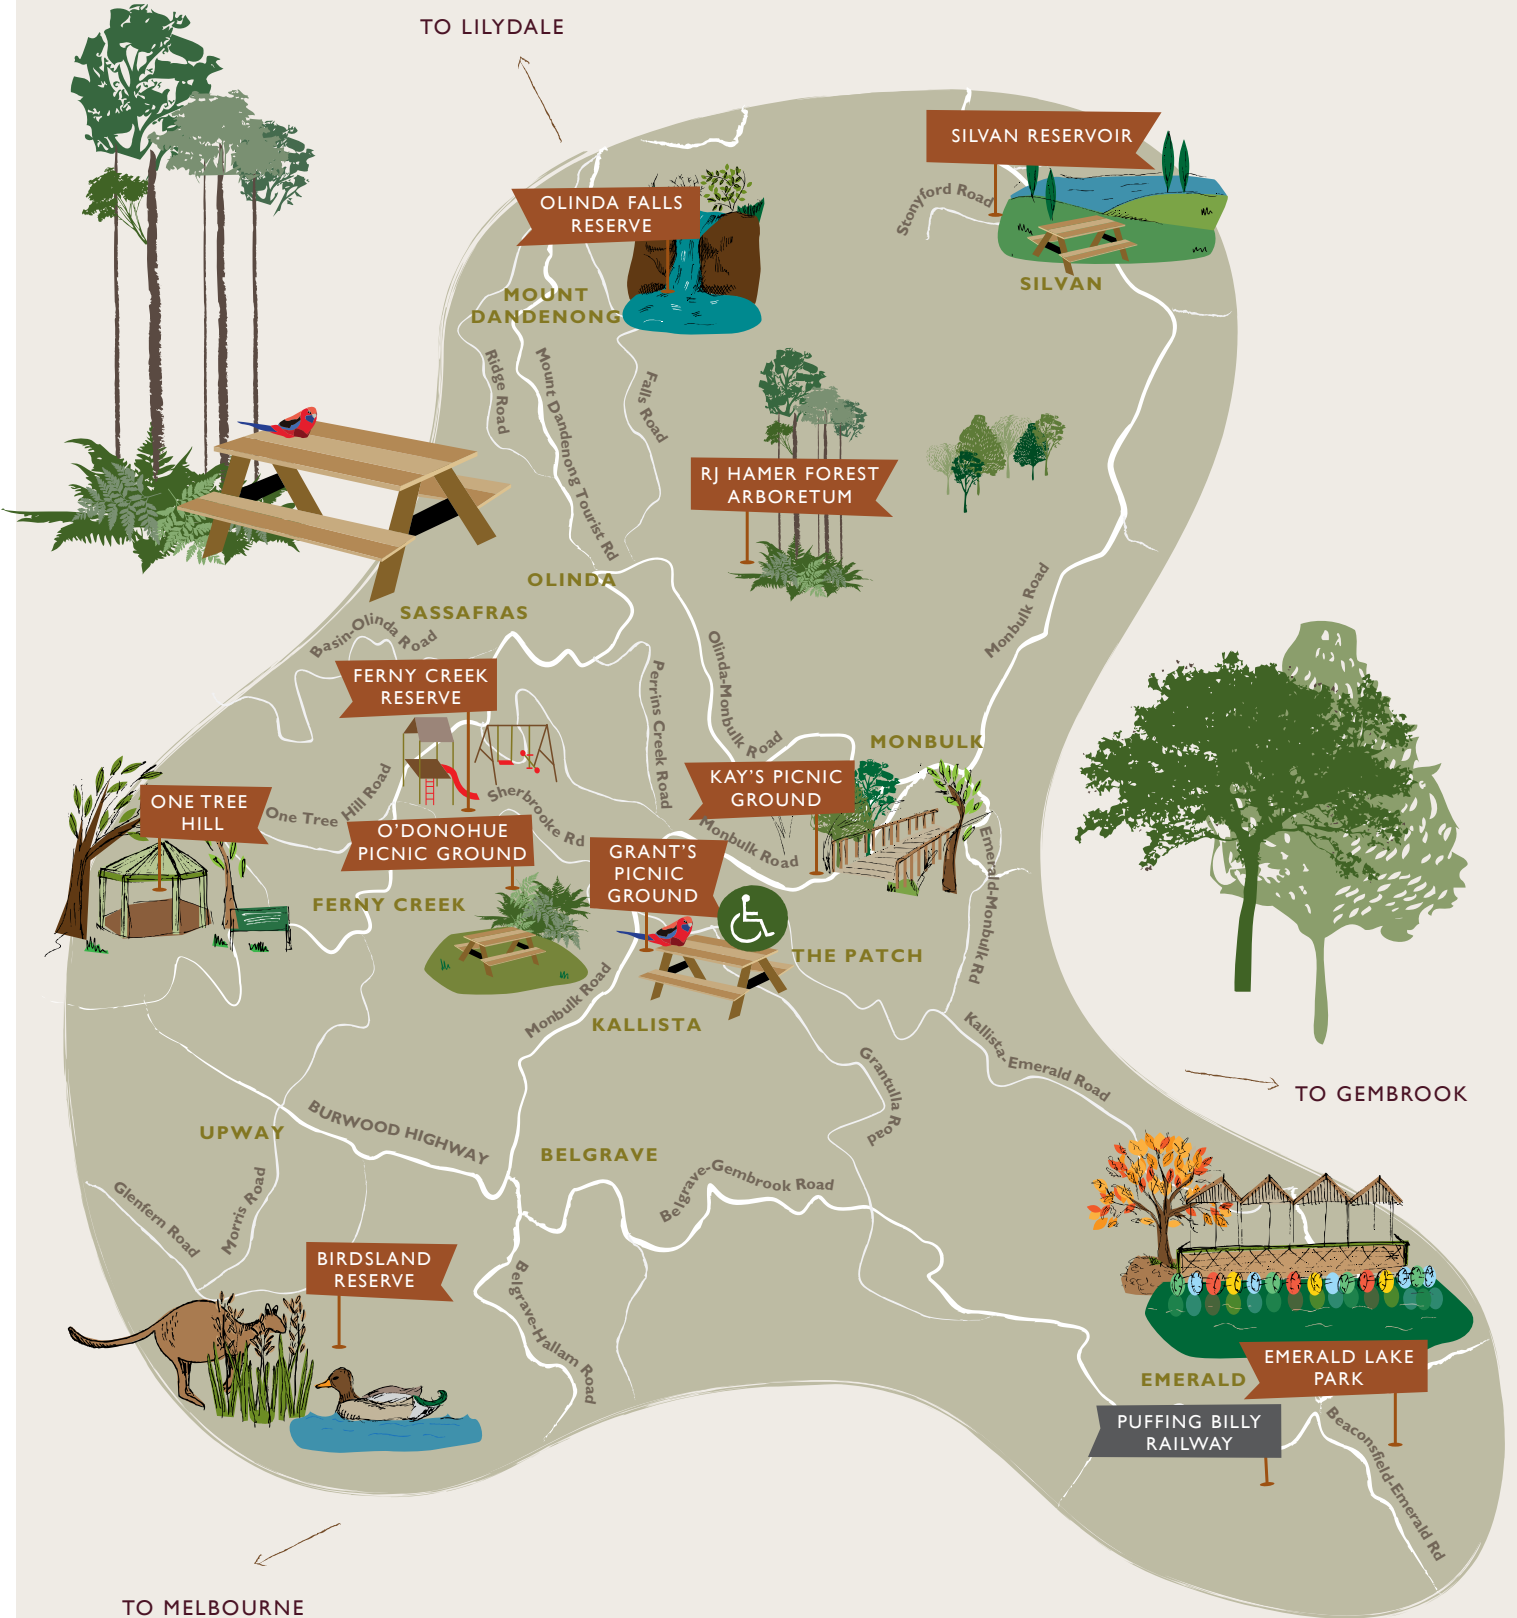 TO LILYDALE
SILVAN RESERVOIR
Stonyford Road
OLINDA FALLS
RESERVE
SILVAN
MOUNT
DANDENONG
Ridge Road
Mount Dandenong Tourist Rd
Falls Road
RJ HAMER FOREST
ARBORETUM
OLINDA
SASSAFRAS
Basin-Olinda Road
Monbulk Road
FERNY CREEK
RESERVE
Perrins Creek Road
Olinda-Monbulk Road
MONBULK
KAY'S PICNIC
GROUND
ONE TREE
HILL
One Tree Hill Road
Sherbrooke Rd
O'DONOHUE
PICNIC GROUND
GRANT'S
PICNIC
GROUND
Monbulk Road
Emerald-Monbulk Rd
FERNY CREEK
THE PATCH
Monbulk Road
KALLISTA
Kallista-Emerald Road
Grantulla Road
TO GEMBROOK
UPWAY
BURWOOD HIGHWAY
BELGRAVE
Belgrave-Gembrook Road
Glenfern Road
Morris Road
BIRDSLAND
RESERVE
Belgrave-Hallam Road
EMERALD
EMERALD LAKE
PARK
PUFFING BILLY
RAILWAY
Beaconsfield-Emerald Rd
TO MELBOURNE